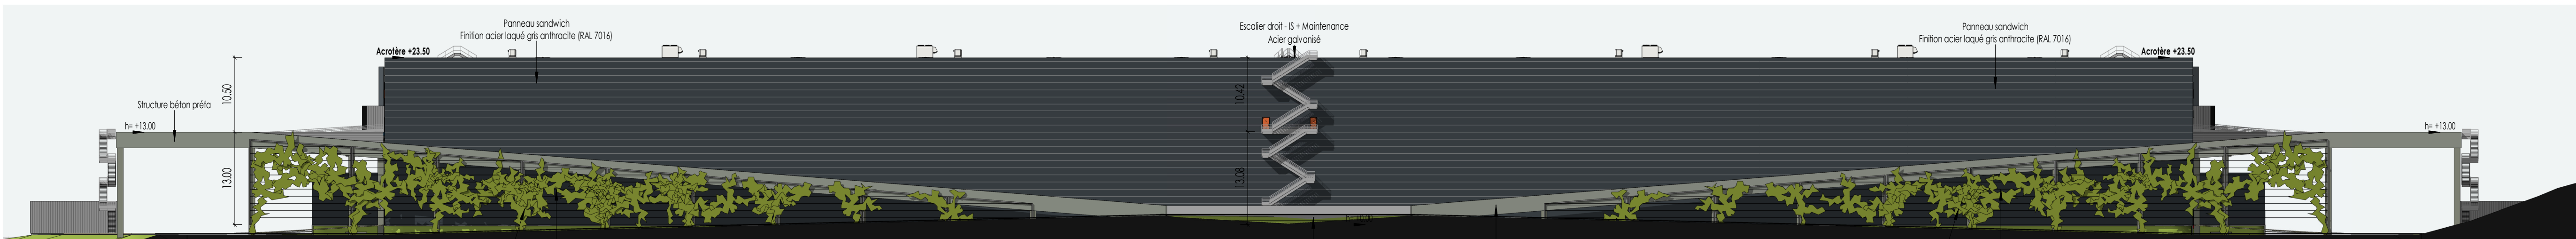 Panneau sandwich
Finition acier laqué gris anthracite (RAL 7016)
Acrotère +23.50
Escalier droit - IS + Maintenance
Acier galvanisé
Panneau sandwich
Finition acier laqué gris anthracite (RAL 7016)
Acrotère +23.50
10.50
10.42
Structure béton préfa
h= +13.00
h= +13.00
13.00
13.08